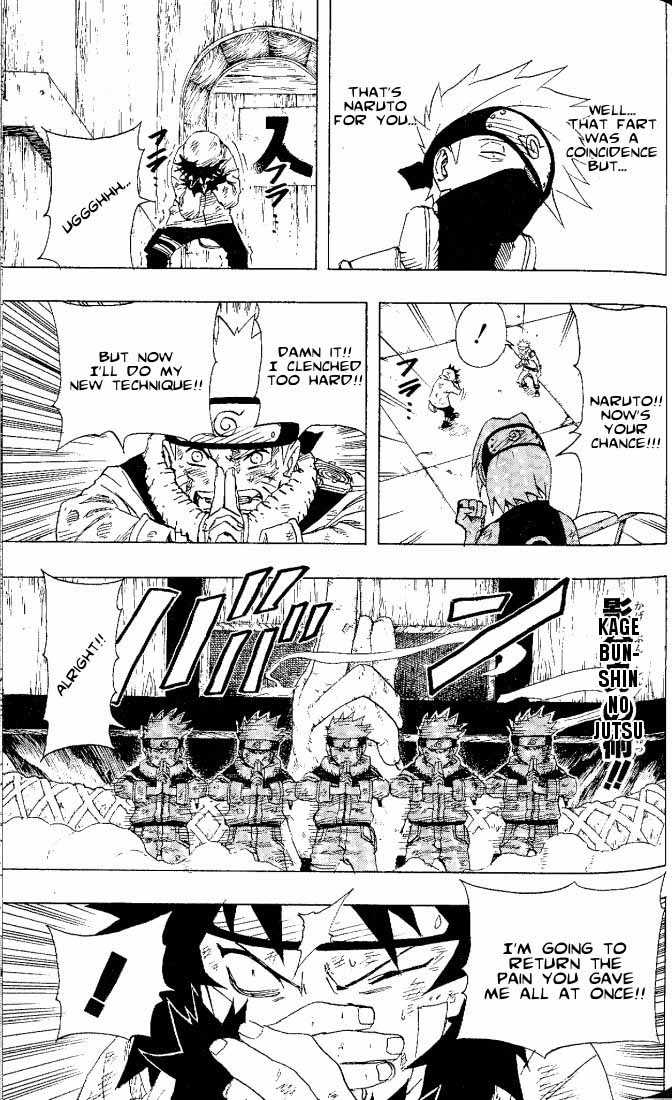 WELL...
THAT FART
WAS A
COINCIDENCE
BUT...
THAT'S
NARUTO
FOR YOU...
UGGGHHH...
NARUTO!!
NOW'S
YOUR
CHANCE!!!
!
DAMN IT!!
I CLENCHED
TOO HARD!!
BUT NOW
I'LL DO MY
NEW TECHNIQUE!!
KAGE
BUN-
SHIN
NO
JUTSU
!!!
ALRIGHT!!
I'M GOING TO
RETURN THE
PAIN YOU GAVE
ME ALL AT ONCE!!
!